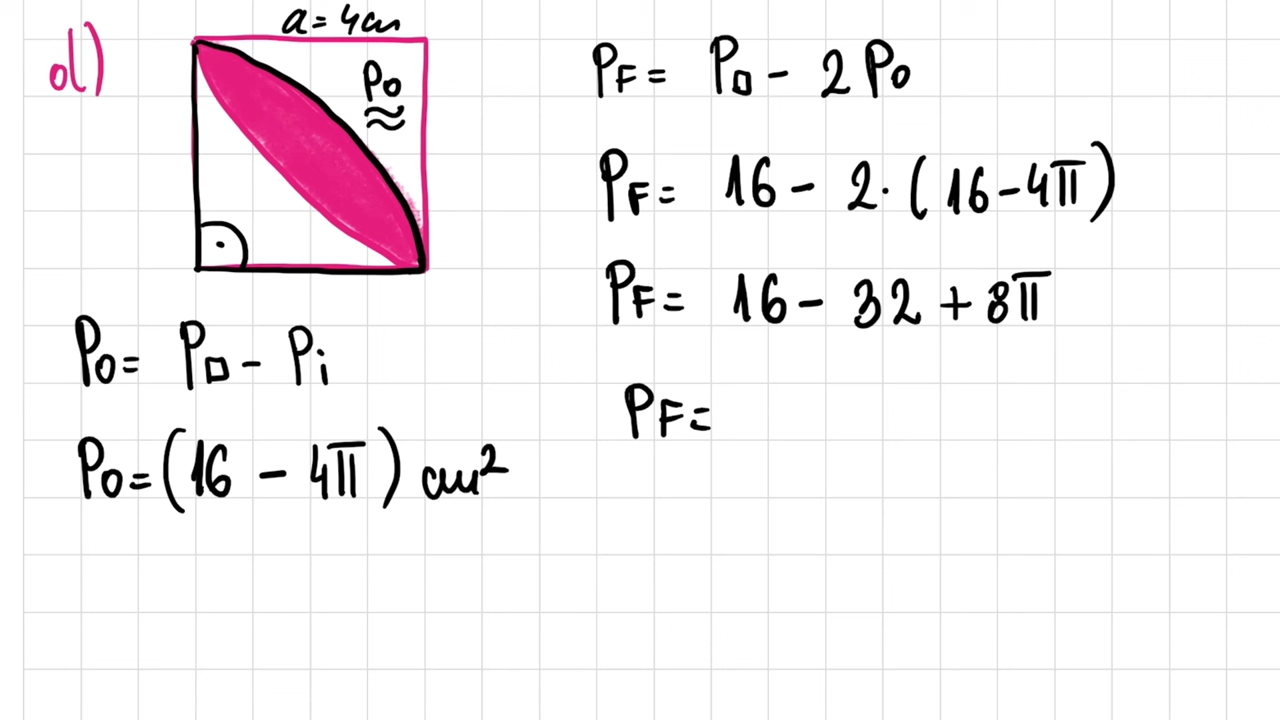 d)
a = 4cm
Po
Po = P□ - Pi
Po = (16 - 4π) cm²
PF = P□ - 2Po
PF = 16 - 2·(16 - 4π)
PF = 16 - 32 + 8π
PF =